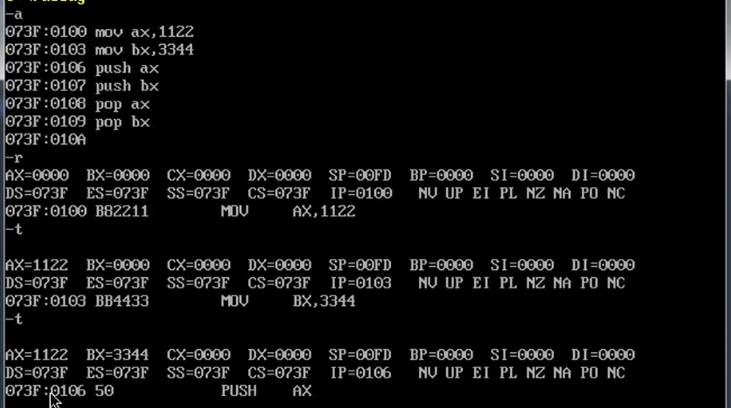 -a
073F:0100 mov ax,1122
073F:0103 mov bx,3344
073F:0106 push ax
073F:0107 push bx
073F:0108 pop ax
073F:0109 pop bx
073F:010A
-r
AX=0000 BX=0000 CX=0000 DX=0000 SP=00FD BP=0000 SI=0000 DI=0000
DS=073F ES=073F SS=073F CS=073F IP=0100 NV UP EI PL NZ NA PO NC
073F:0100 B82211 MOV AX,1122
-t
AX=1122 BX=0000 CX=0000 DX=0000 SP=00FD BP=0000 SI=0000 DI=0000
DS=073F ES=073F SS=073F CS=073F IP=0103 NV UP EI PL NZ NA PO NC
073F:0103 BB4433 MOV BX,3344
-t
AX=1122 BX=3344 CX=0000 DX=0000 SP=00FD BP=0000 SI=0000 DI=0000
DS=073F ES=073F SS=073F CS=073F IP=0106 NV UP EI PL NZ NA PO NC
073F:0106 50 PUSH AX